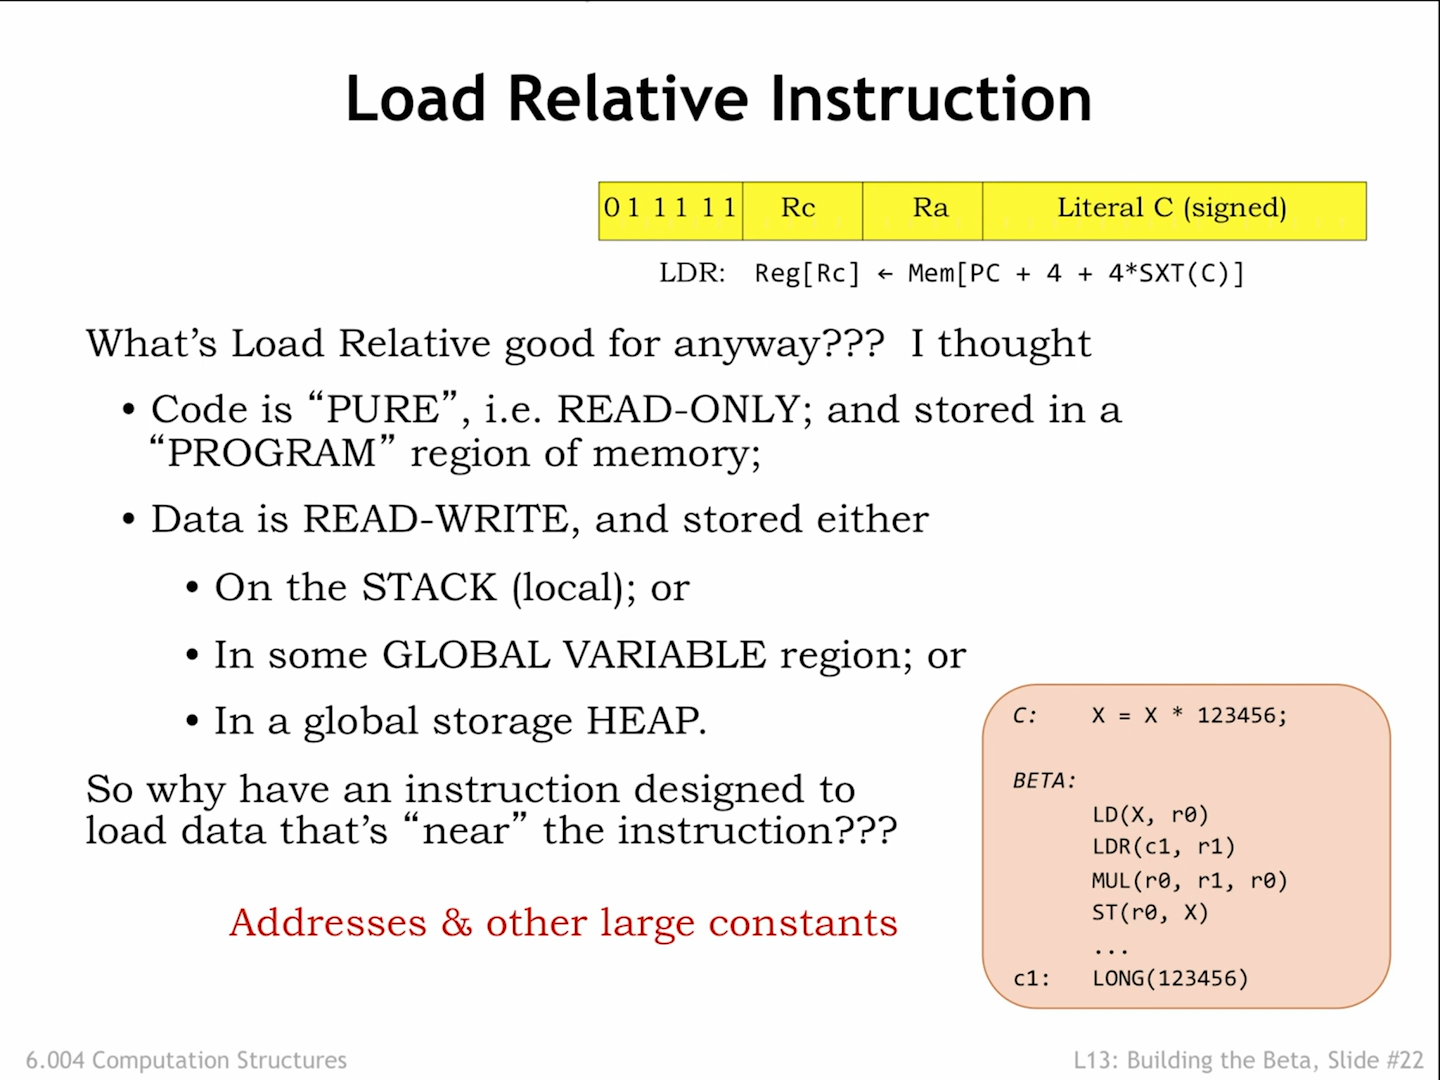 Load Relative Instruction
0 1 1 1 1 1 Rc Ra Literal C (signed)
LDR: Reg[Rc] ← Mem[PC + 4 + 4*SXT(C)]
What’s Load Relative good for anyway??? I thought
• Code is “PURE”, i.e. READ-ONLY; and stored in a
“PROGRAM” region of memory;
• Data is READ-WRITE, and stored either
• On the STACK (local); or
• In some GLOBAL VARIABLE region; or
• In a global storage HEAP.
So why have an instruction designed to
load data that’s “near” the instruction???
Addresses & other large constants
C: X = X * 123456;
BETA:
LD(X, r0)
LDR(c1, r1)
MUL(r0, r1, r0)
ST(r0, X)
...
c1: LONG(123456)
6.004 Computation Structures
L13: Building the Beta, Slide #22